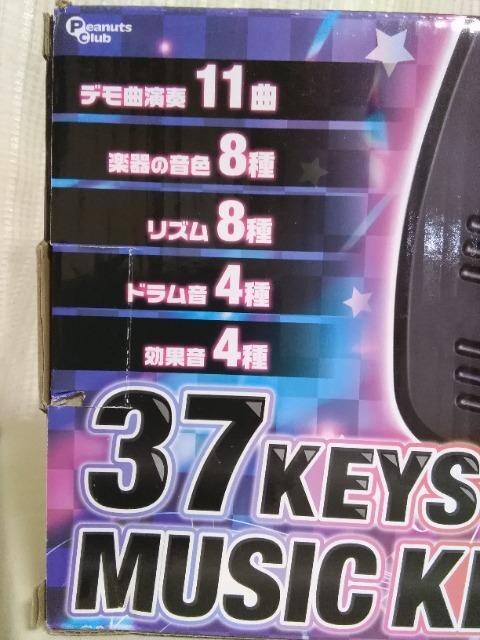 Peanuts
Club
デモ曲演奏 11曲
楽器の音色 8種
リズム 8種
ドラム音 4種
効果音 4種
37 KEYS
MUSIC K